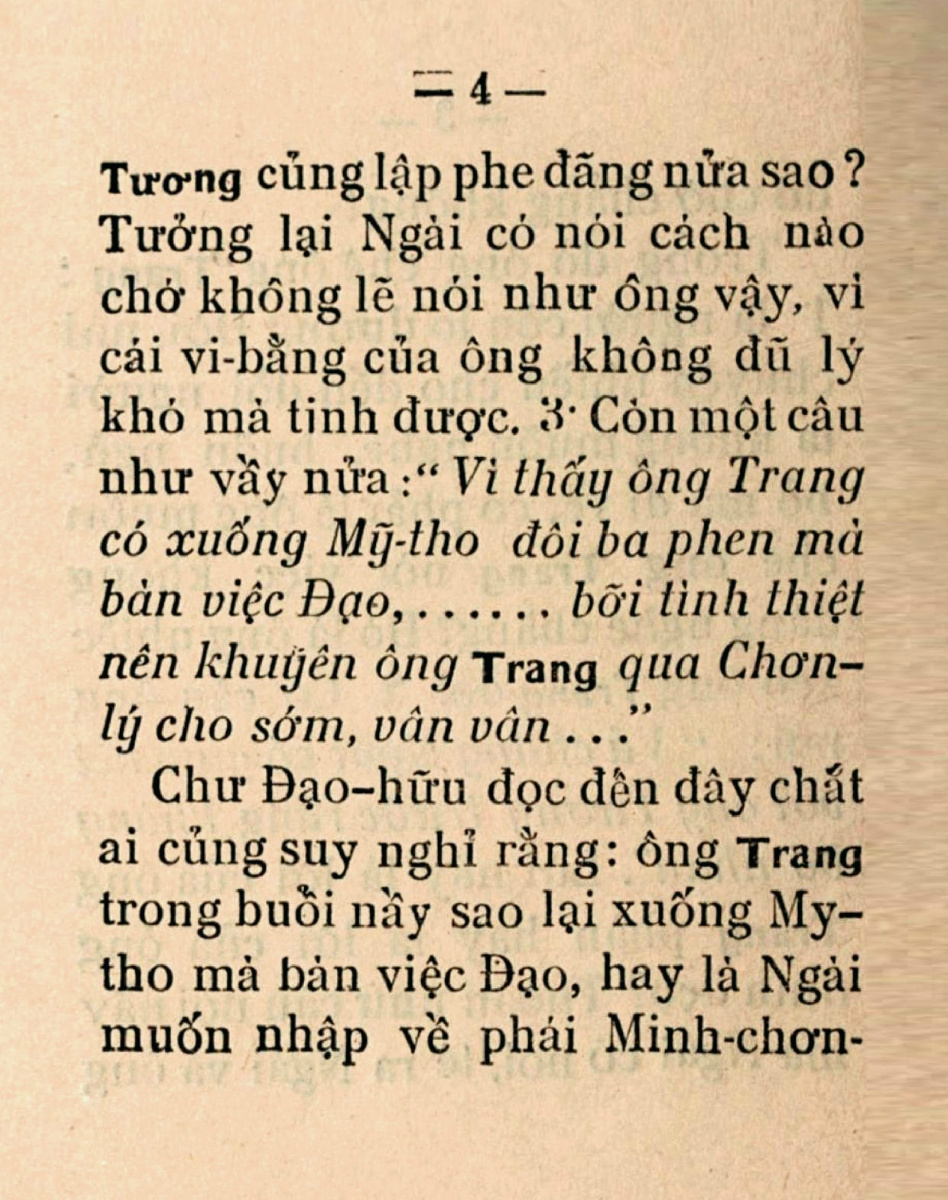 — 4 —
Tương củng lập phe đãng nửa sao ?
Tưởng lại Ngài có nói cách nào
chớ không lẽ nói như ông vậy, vì
cái vi-bằng của ông không đũ lý
khó mà tinh được. 3· Còn một câu
như vầy nửa :“ Vì thấy ông Trang
có xuống Mỹ-tho đôi ba phen mà
bàn việc Đạo, . . . . . . bỡi tình thiệt
nên khuyên ông Trang qua Chơn-
lý cho sớm, vân vân . . .”
Chư Đạo-hữu đọc đến đây chắt
ai củng suy nghỉ rằng: ông Trang
trong buổi nầy sao lại xuống My-
tho mà bàn việc Đạo, hay là Ngài
muốn nhập về phái Minh-chơn-